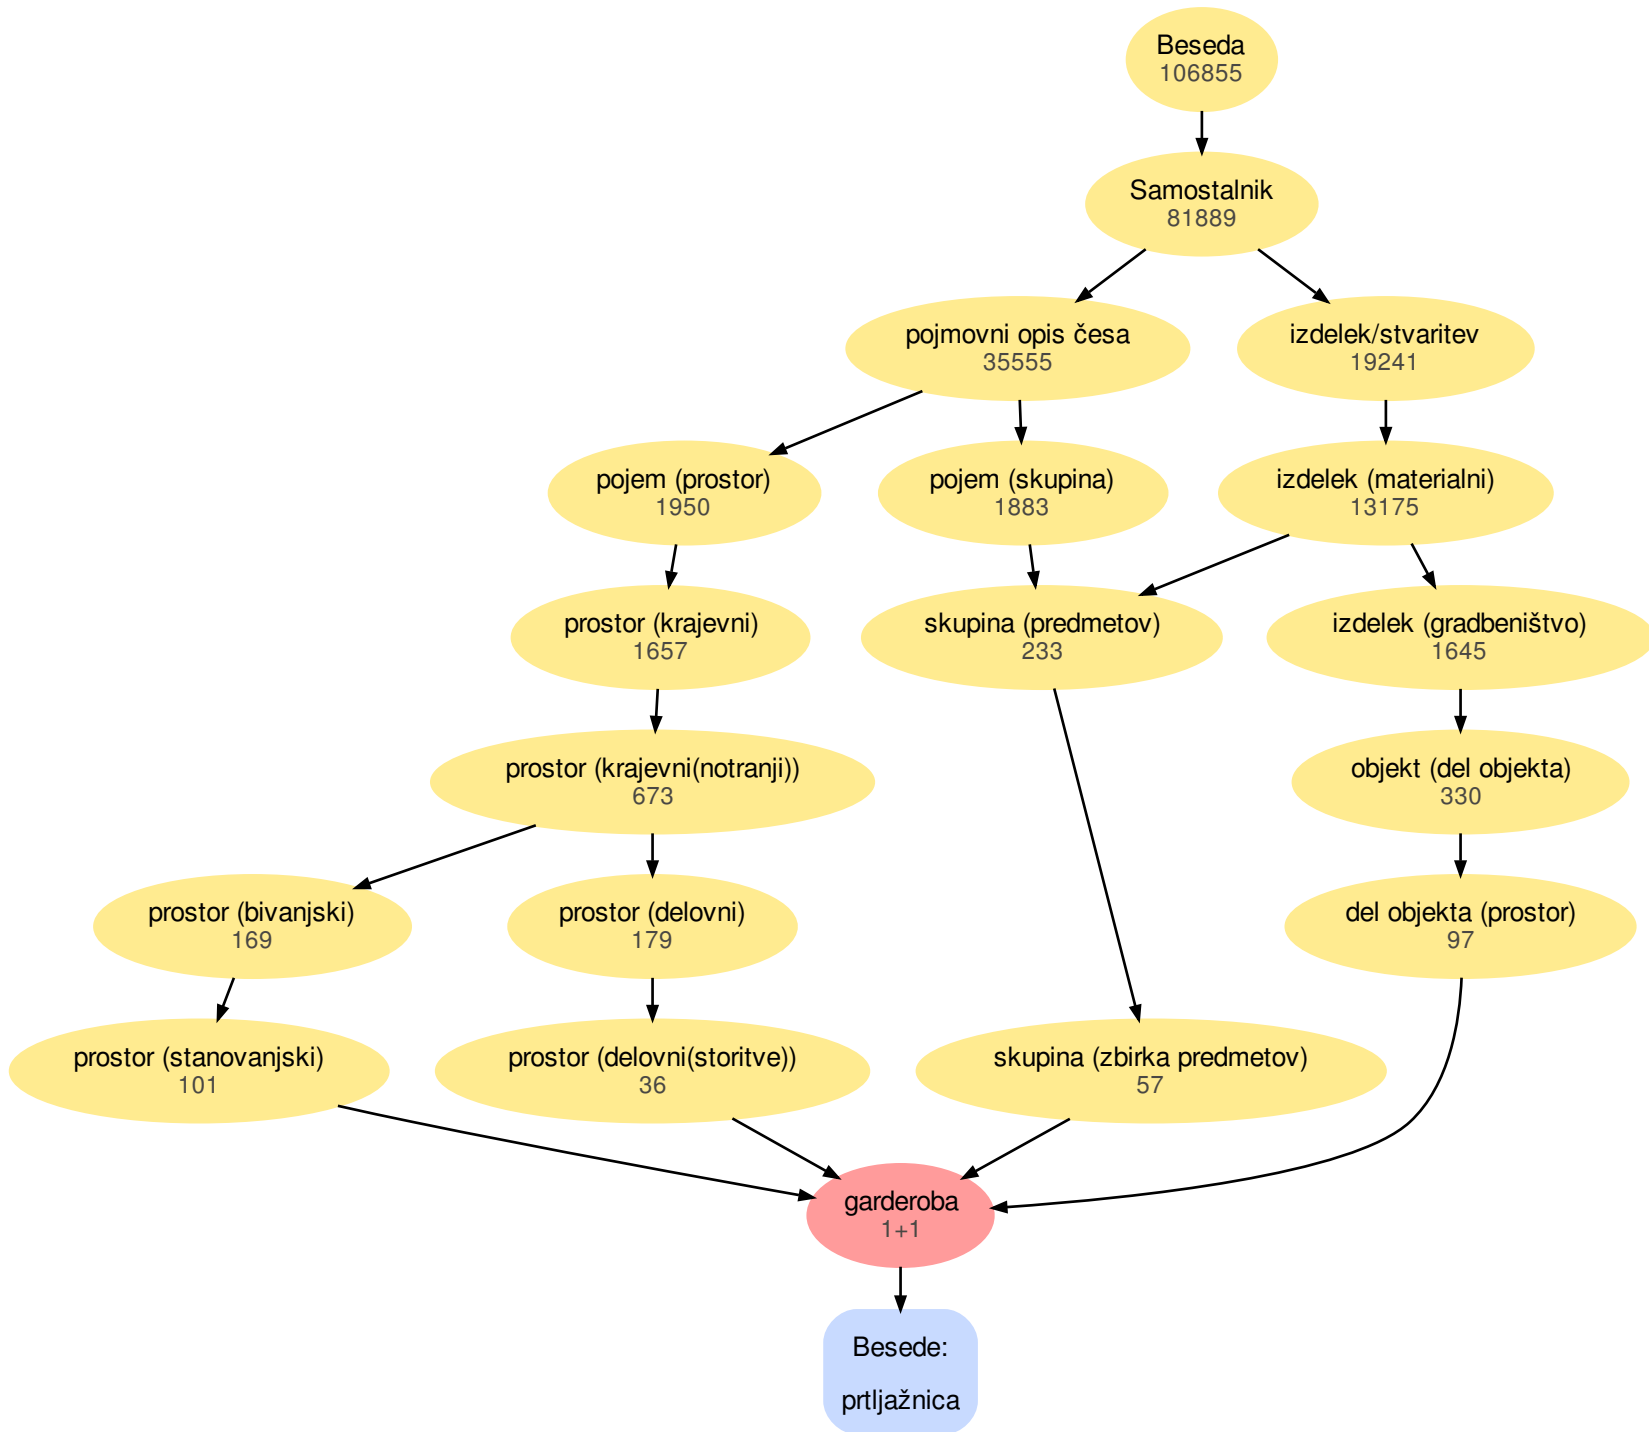 Beseda
106855
Samostalnik
81889
pojmovni opis česa
35555
izdelek/stvaritev
19241
pojem (prostor)
1950
pojem (skupina)
1883
izdelek (materialni)
13175
prostor (krajevni)
1657
skupina (predmetov)
233
izdelek (gradbeništvo)
1645
prostor (krajevni(notranji))
673
objekt (del objekta)
330
prostor (bivanjski)
169
prostor (delovni)
179
del objekta (prostor)
97
prostor (stanovanjski)
101
prostor (delovni(storitve))
36
skupina (zbirka predmetov)
57
garderoba
1+1
Besede:
prtljažnica